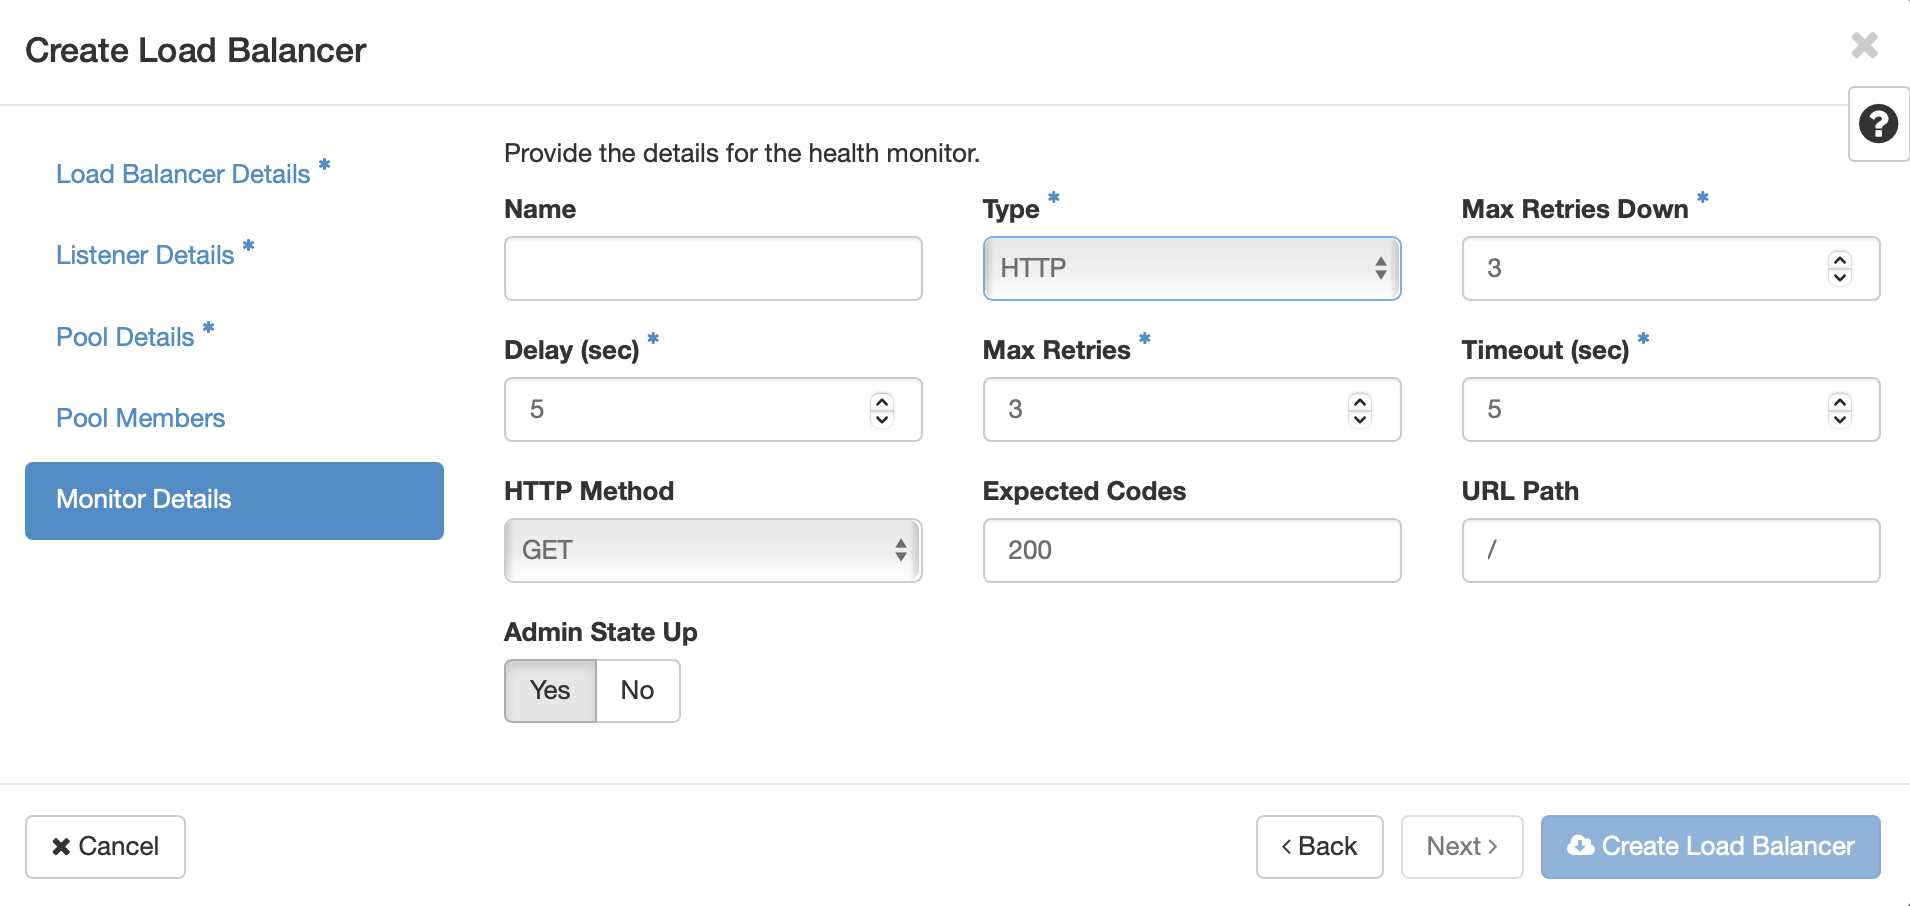 Create Load Balancer
Load Balancer Details *
Listener Details *
Pool Details *
Pool Members
Monitor Details
Provide the details for the health monitor.
Name
Type *
HTTP
Max Retries Down *
3
Delay (sec) *
5
Max Retries *
3
Timeout (sec) *
5
HTTP Method
GET
Expected Codes
200
URL Path
/
Admin State Up
Yes No
Cancel
< Back
Next >
Create Load Balancer